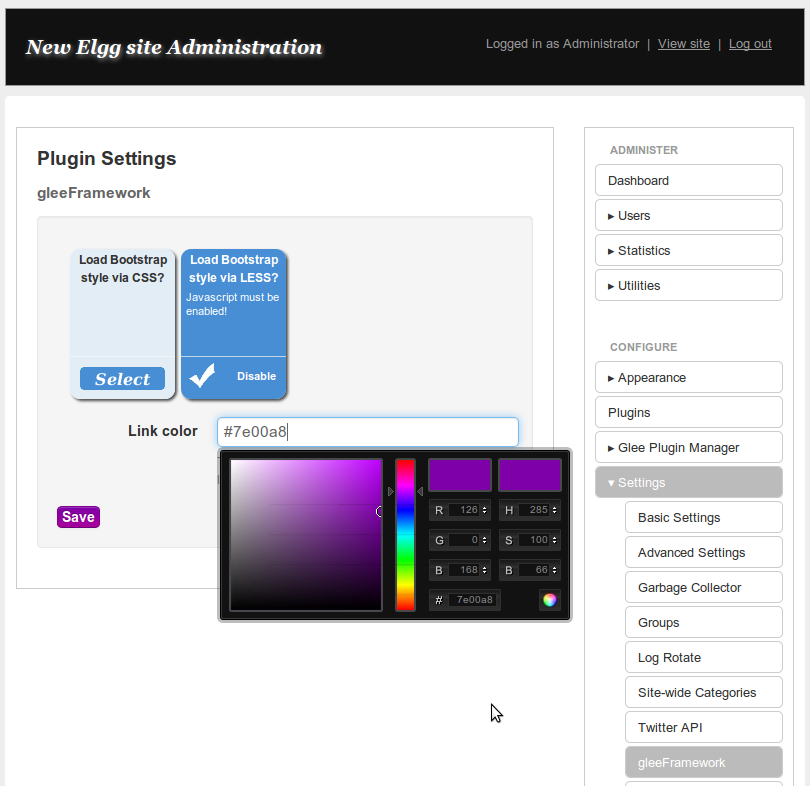 New Elgg site Administration
Logged in as Administrator | View site | Log out
Plugin Settings
gleeFramework
Load Bootstrap
style via CSS?
Select
Load Bootstrap
style via LESS?
Javascript must be
enabled!
Disable
Link color
#7e00a8
R 126
H 285
G 0
S 100
B 168
B 66
# 7e00a8
Save
ADMINISTER
Dashboard
▸ Users
▸ Statistics
▸ Utilities
CONFIGURE
▸ Appearance
Plugins
▸ Glee Plugin Manager
▾ Settings
Basic Settings
Advanced Settings
Garbage Collector
Groups
Log Rotate
Site-wide Categories
Twitter API
gleeFramework